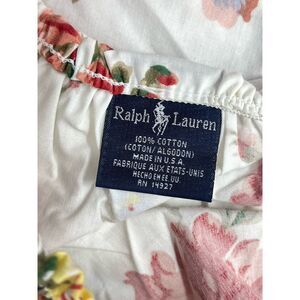 Ralph Lauren
100% COTTON
(COTON/ALGODON)
MADE IN U.S.A.
FABRIQUE AUX ETATS-UNIS
HECHO EN EE UU.
RN 14927